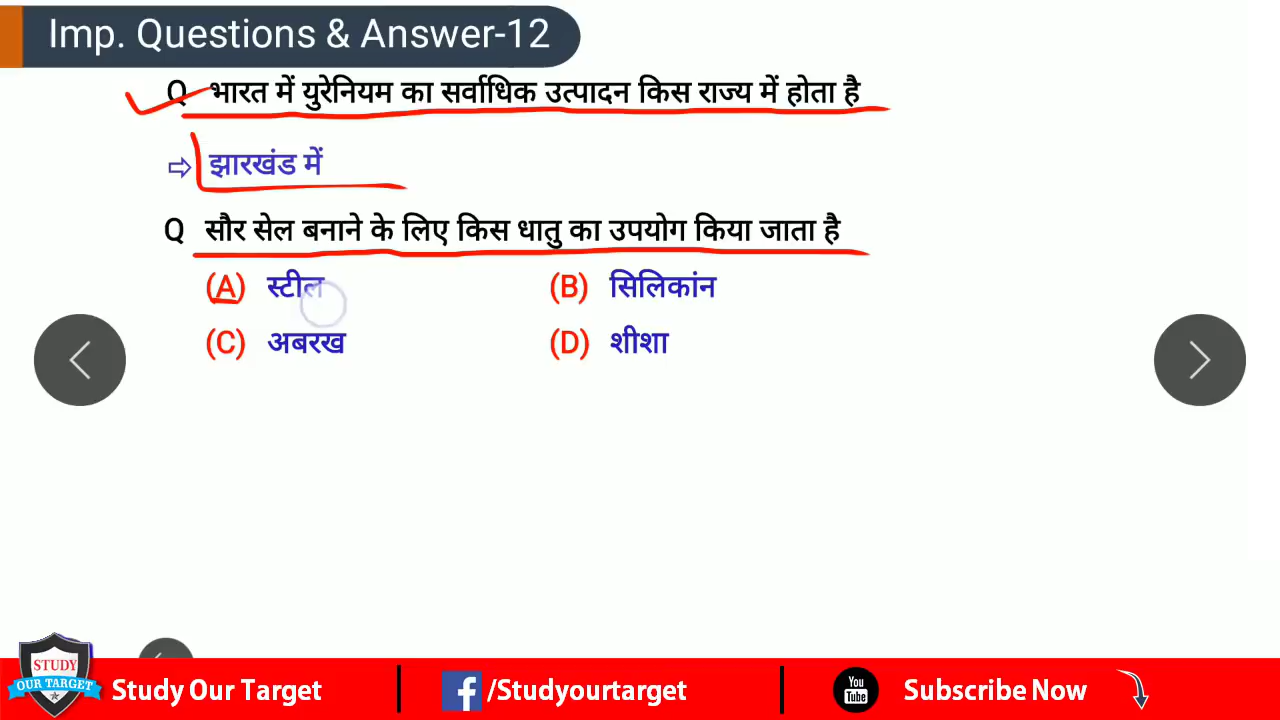 Imp. Questions & Answer-12
Q भारत में युरेनियम का सर्वाधिक उत्पादन किस राज्य में होता है
⇨ झारखंड में
Q सौर सेल बनाने के लिए किस धातु का उपयोग किया जाता है
(A) स्टील (B) सिलिकांन
(C) अबरख (D) शीशा
STUDY
OUR TARGET
Study Our Target | /Studyourtarget | You Tube Subscribe Now